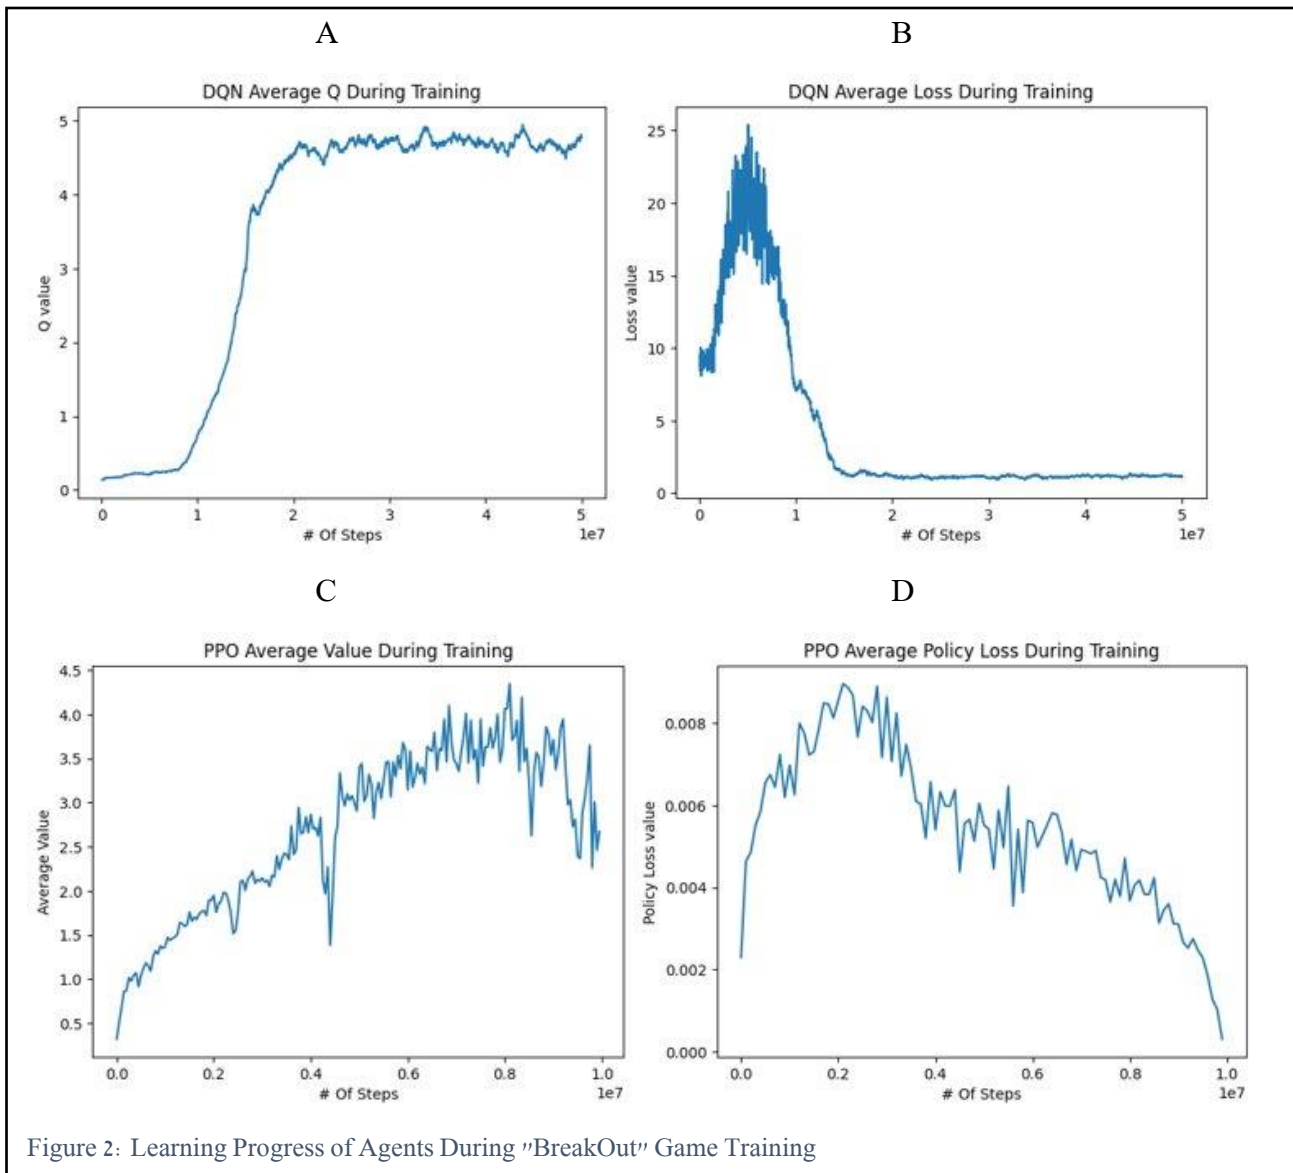 A
B
DQN Average Q During Training
5
4
3
2
1
0
Q value
0 1 2 3 4 5
1e7
# Of Steps
DQN Average Loss During Training
25
20
15
10
5
0
Loss value
0 1 2 3 4 5
1e7
# Of Steps
C
D
PPO Average Value During Training
4.5
4.0
3.5
3.0
2.5
2.0
1.5
1.0
0.5
Average Value
0.0 0.2 0.4 0.6 0.8 1.0
1e7
# Of Steps
PPO Average Policy Loss During Training
0.008
0.006
0.004
0.002
0.000
Policy Loss value
0.0 0.2 0.4 0.6 0.8 1.0
1e7
# Of Steps
Figure 2: Learning Progress of Agents During "BreakOut" Game Training